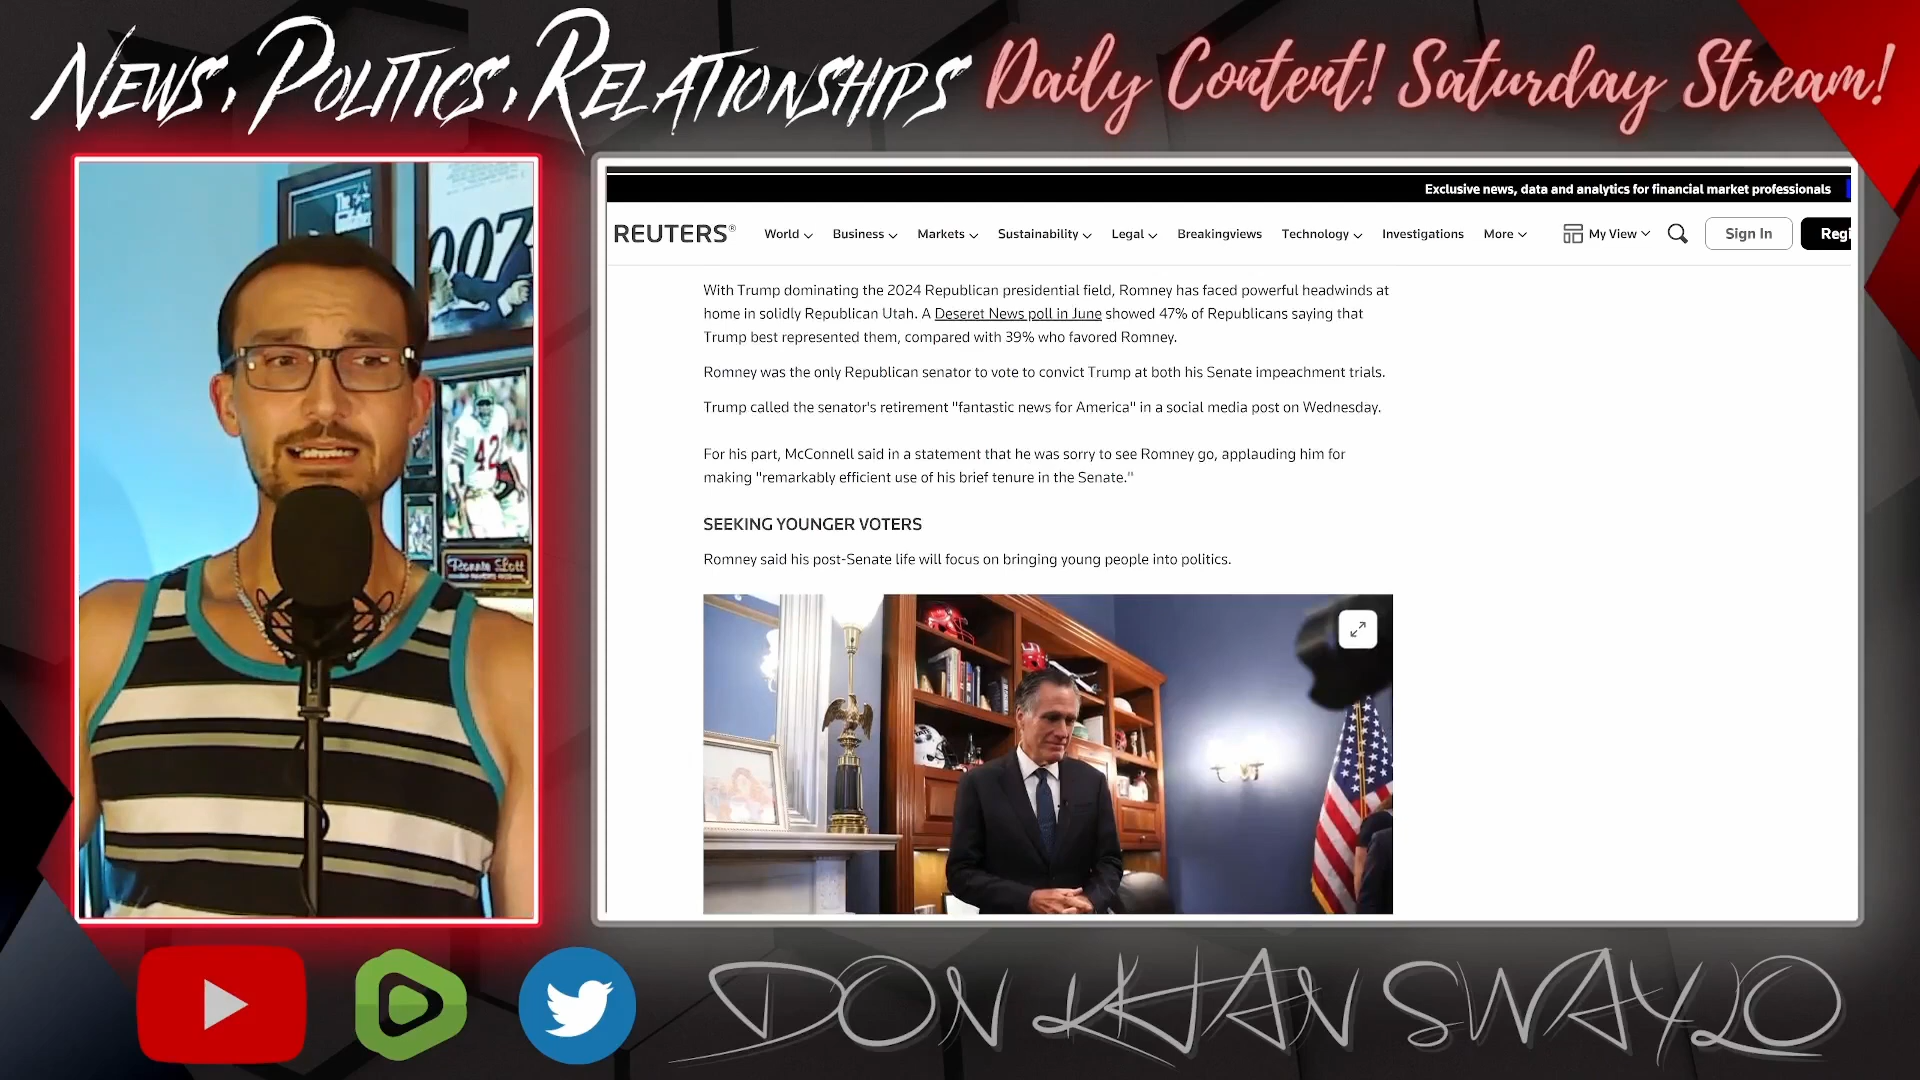 NEWS, POLITICS, RELATIONSHIPS Daily Content! Saturday Stream!
007
42
Ronnie Lott
Exclusive news, data and analytics for financial market professionals
REUTERS® World Business Markets Sustainability Legal Breakingviews Technology Investigations More My View Sign In Regi
With Trump dominating the 2024 Republican presidential field, Romney has faced powerful headwinds at
home in solidly Republican Utah. A Deseret News poll in June showed 47% of Republicans saying that
Trump best represented them, compared with 39% who favored Romney.
Romney was the only Republican senator to vote to convict Trump at both his Senate impeachment trials.
Trump called the senator's retirement "fantastic news for America" in a social media post on Wednesday.
For his part, McConnell said in a statement that he was sorry to see Romney go, applauding him for
making "remarkably efficient use of his brief tenure in the Senate."
SEEKING YOUNGER VOTERS
Romney said his post-Senate life will focus on bringing young people into politics.
DON KHAN SWAYLO